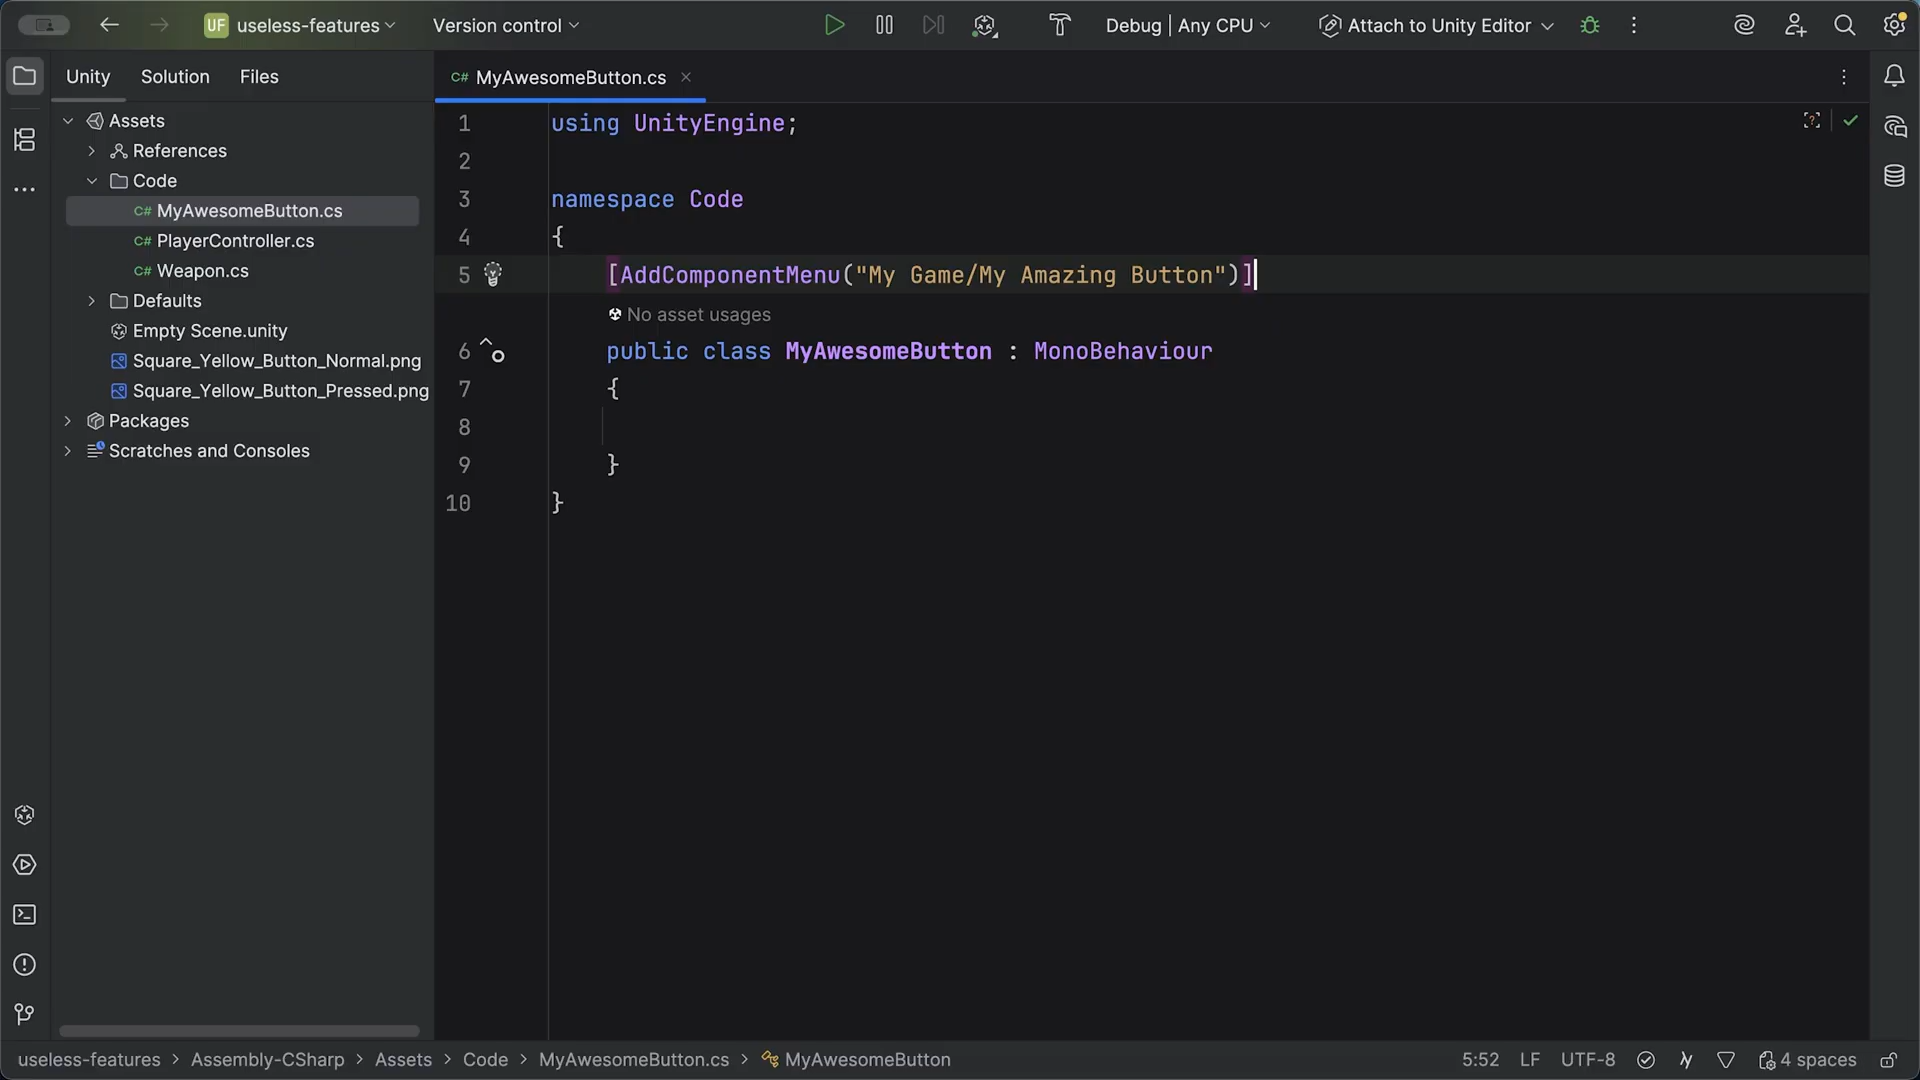 UF useless-features Version control Debug | Any CPU Attach to Unity Editor
Unity Solution Files
C# MyAwesomeButton.cs
Assets
References
Code
C# MyAwesomeButton.cs
C# PlayerController.cs
C# Weapon.cs
Defaults
Empty Scene.unity
Square_Yellow_Button_Normal.png
Square_Yellow_Button_Pressed.png
Packages
Scratches and Consoles
1 using UnityEngine;
2
3 namespace Code
4 {
5 [AddComponentMenu("My Game/My Amazing Button")]
No asset usages
6 public class MyAwesomeButton : MonoBehaviour
7 {
8
9 }
10 }
useless-features > Assembly-CSharp > Assets > Code > MyAwesomeButton.cs > MyAwesomeButton 5:52 LF UTF-8 4 spaces